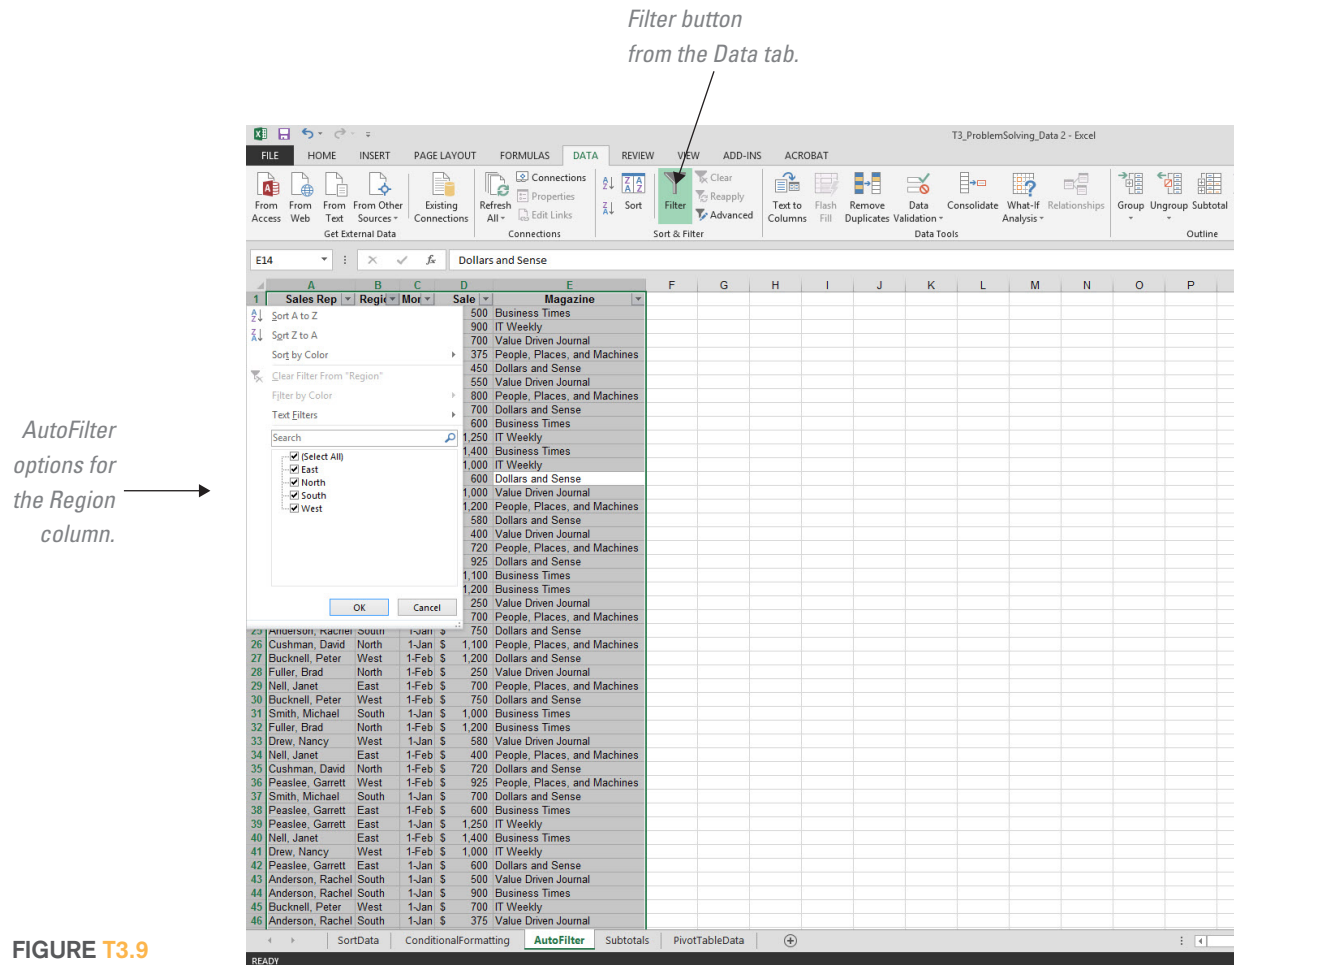 Filter button
from the Data tab.
T3_ProblemSolving_Data 2 - Excel
FILE HOME INSERT PAGE LAYOUT FORMULAS DATA REVIEW VIEW ADD-INS ACROBAT
From Access
From Web
From Text
From Other Sources
Existing Connections
Get External Data
Refresh All
Connections
Properties
Edit Links
Connections
Sort
Filter
Clear
Reapply
Advanced
Sort & Filter
Text to Columns
Flash Fill
Remove Duplicates
Data Validation
Consolidate
What-If Analysis
Relationships
Data Tools
Group
Ungroup
Subtotal
Outline
E14 fx Dollars and Sense
A B C D E F G H I J K L M N O P
1 Sales Rep Regi Mor Sale Magazine
Sort A to Z
Sort Z to A
Sort by Color
Clear Filter From "Region"
Filter by Color
Text Filters
Search
(Select All)
East
North
South
West
OK Cancel
500 Business Times
900 IT Weekly
700 Value Driven Journal
375 People, Places, and Machines
450 Dollars and Sense
550 Value Driven Journal
800 People, Places, and Machines
700 Dollars and Sense
600 Business Times
1,250 IT Weekly
1,400 Business Times
1,000 IT Weekly
600 Dollars and Sense
1,000 Value Driven Journal
1,200 People, Places, and Machines
580 Dollars and Sense
400 Value Driven Journal
720 People, Places, and Machines
925 Dollars and Sense
1,100 Business Times
1,200 Business Times
250 Value Driven Journal
700 People, Places, and Machines
25 Anderson, Rachel South 1-Jan $ 750 Dollars and Sense
26 Cushman, David North 1-Jan $ 1,100 People, Places, and Machines
27 Bucknell, Peter West 1-Feb $ 1,200 Dollars and Sense
28 Fuller, Brad North 1-Feb $ 250 Value Driven Journal
29 Nell, Janet East 1-Feb $ 700 People, Places, and Machines
30 Bucknell, Peter West 1-Feb $ 750 Dollars and Sense
31 Smith, Michael South 1-Jan $ 1,000 Business Times
32 Fuller, Brad North 1-Feb $ 1,200 Business Times
33 Drew, Nancy West 1-Jan $ 580 Value Driven Journal
34 Nell, Janet East 1-Feb $ 400 People, Places, and Machines
35 Cushman, David North 1-Feb $ 720 Dollars and Sense
36 Peaslee, Garrett West 1-Feb $ 925 People, Places, and Machines
37 Smith, Michael South 1-Jan $ 700 Dollars and Sense
38 Peaslee, Garrett East 1-Feb $ 600 Business Times
39 Peaslee, Garrett East 1-Jan $ 1,250 IT Weekly
40 Nell, Janet East 1-Feb $ 1,400 Business Times
41 Drew, Nancy West 1-Feb $ 1,000 IT Weekly
42 Peaslee, Garrett East 1-Jan $ 600 Dollars and Sense
43 Anderson, Rachel South 1-Jan $ 500 Value Driven Journal
44 Anderson, Rachel South 1-Jan $ 900 Business Times
45 Bucknell, Peter West 1-Jan $ 700 IT Weekly
46 Anderson, Rachel South 1-Jan $ 375 Value Driven Journal
SortData ConditionalFormatting AutoFilter Subtotals PivotTableData
READY
AutoFilter
options for
the Region
column.
FIGURE T3.9